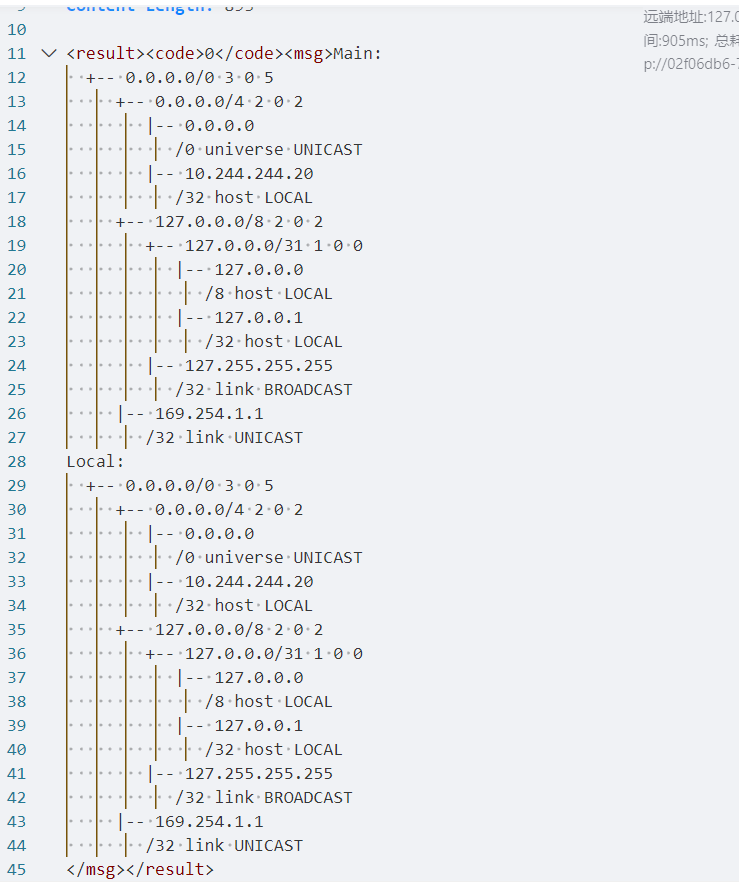 9 Content-Length: 895
10
11 <result><code>0</code><msg>Main:
12   +-- 0.0.0.0/0 3 0 5
13      +-- 0.0.0.0/4 2 0 2
14         |-- 0.0.0.0
15            /0 universe UNICAST
16         |-- 10.244.244.20
17            /32 host LOCAL
18      +-- 127.0.0.0/8 2 0 2
19         +-- 127.0.0.0/31 1 0 0
20            |-- 127.0.0.0
21               /8 host LOCAL
22            |-- 127.0.0.1
23               /32 host LOCAL
24         |-- 127.255.255.255
25            /32 link BROADCAST
26      |-- 169.254.1.1
27         /32 link UNICAST
28 Local:
29   +-- 0.0.0.0/0 3 0 5
30      +-- 0.0.0.0/4 2 0 2
31         |-- 0.0.0.0
32            /0 universe UNICAST
33         |-- 10.244.244.20
34            /32 host LOCAL
35      +-- 127.0.0.0/8 2 0 2
36         +-- 127.0.0.0/31 1 0 0
37            |-- 127.0.0.0
38               /8 host LOCAL
39            |-- 127.0.0.1
40               /32 host LOCAL
41         |-- 127.255.255.255
42            /32 link BROADCAST
43      |-- 169.254.1.1
44         /32 link UNICAST
45 </msg></result>
远端地址:127.0
间:905ms; 总耗
p://02f06db6-7